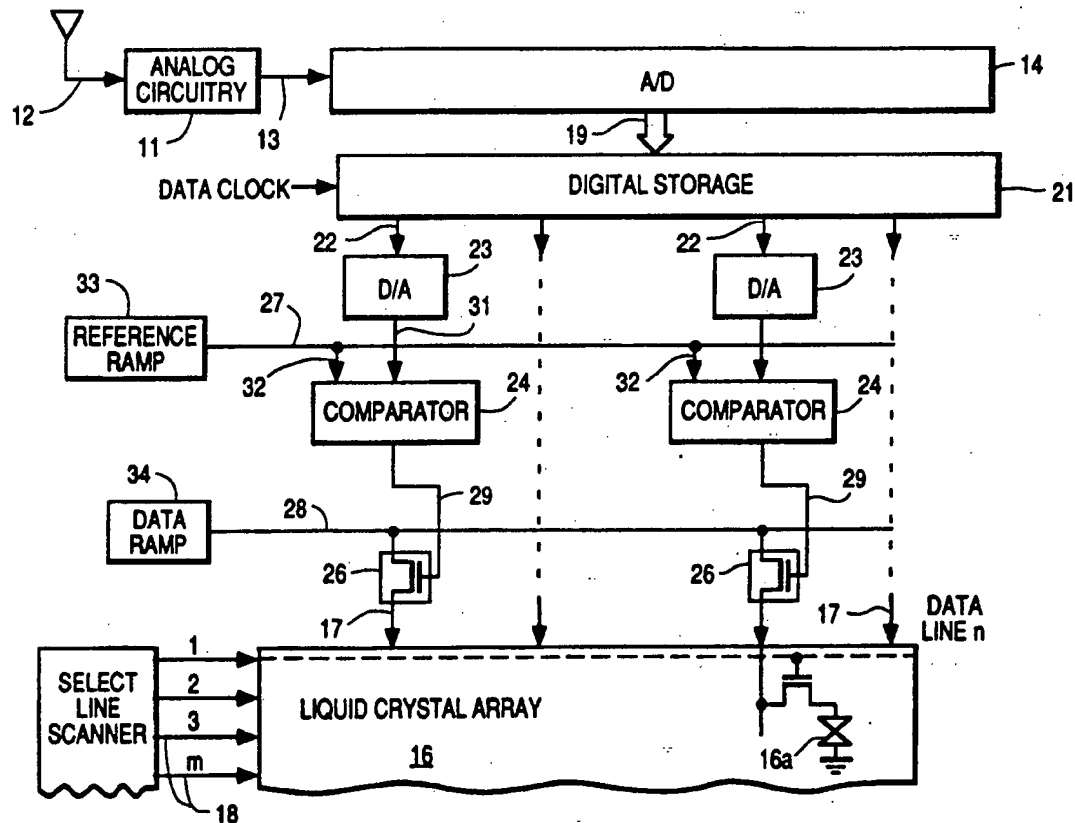 ANALOG
CIRCUITRY
A/D
14
12
11
13
19
DATA CLOCK
DIGITAL STORAGE
21
22
23
22
23
D/A
D/A
33
27
31
REFERENCE
RAMP
32
24
32
24
COMPARATOR
COMPARATOR
34
29
29
DATA
RAMP
28
26
26
17
17
DATA
LINE n
SELECT
LINE
SCANNER
1
2
3
m
18
LIQUID CRYSTAL ARRAY
16
16a